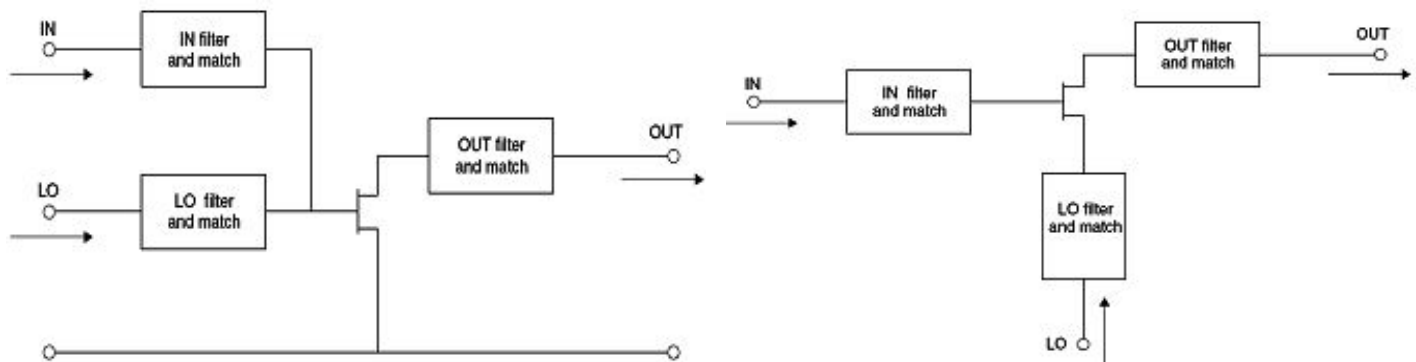 IN
IN filter
and match
LO
LO filter
and match
OUT filter
and match
OUT
IN
IN filter
and match
OUT filter
and match
OUT
LO filter
and match
LO